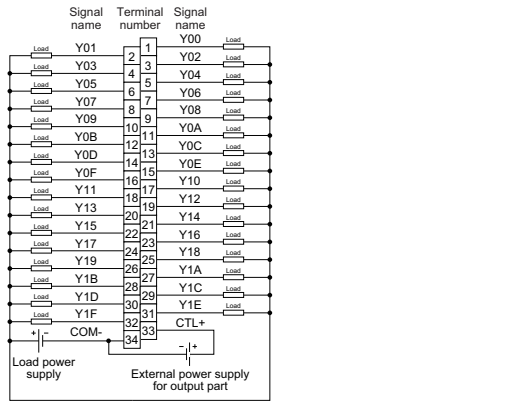 Signal name Terminal number Signal name
1 Y00 Load
Load Y01 2
3 Y02 Load
Load Y03 4
5 Y04 Load
Load Y05 6
7 Y06 Load
Load Y07 8
9 Y08 Load
Load Y09 10
11 Y0A Load
Load Y0B 12
13 Y0C Load
Load Y0D 14
15 Y0E Load
Load Y0F 16
17 Y10 Load
Load Y11 18
19 Y12 Load
Load Y13 20
21 Y14 Load
Load Y15 22
23 Y16 Load
Load Y17 24
25 Y18 Load
Load Y19 26
27 Y1A Load
Load Y1B 28
29 Y1C Load
Load Y1D 30
31 Y1E Load
Load Y1F 32
33 CTL+
+ − COM- 34
− +
Load power supply
External power supply for output part